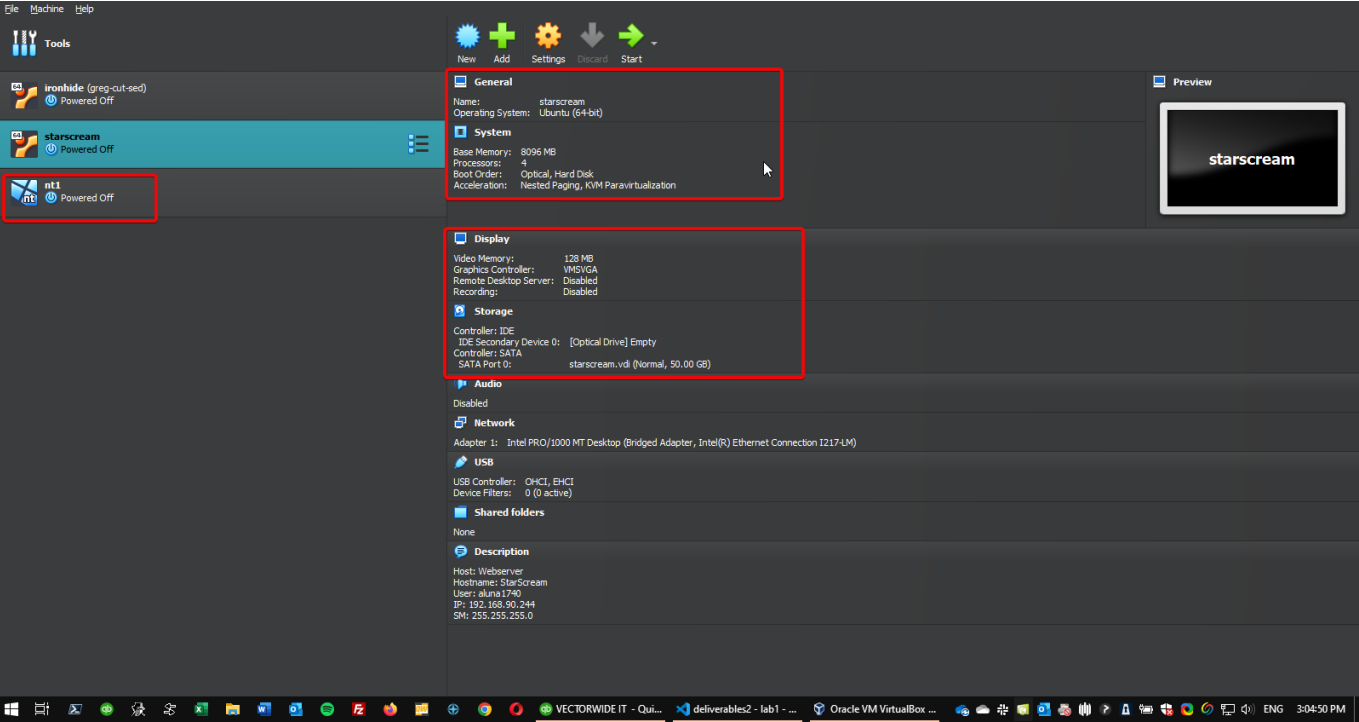 File Machine Help
Tools
New Add Settings Discard Start
ironhide (greg-cut-sed)
Powered Off
starscream
Powered Off
nt1
Powered Off
General
Name: starscream
Operating System: Ubuntu (64-bit)
System
Base Memory: 8096 MB
Processors: 4
Boot Order: Optical, Hard Disk
Acceleration: Nested Paging, KVM Paravirtualization
Preview
starscream
Display
Video Memory: 128 MB
Graphics Controller: VMSVGA
Remote Desktop Server: Disabled
Recording: Disabled
Storage
Controller: IDE
IDE Secondary Device 0: [Optical Drive] Empty
Controller: SATA
SATA Port 0: starscream.vdi (Normal, 50.00 GB)
Audio
Disabled
Network
Adapter 1: Intel PRO/1000 MT Desktop (Bridged Adapter, Intel(R) Ethernet Connection I217-LM)
USB
USB Controller: OHCI, EHCI
Device Filters: 0 (0 active)
Shared folders
None
Description
Host: Webserver
Hostname: StarScream
User: aluna1740
IP: 192.168.90.244
SM: 255.255.255.0
VECTORWIDE IT - Qui... deliverables2 - lab1 - ... Oracle VM VirtualBox ... ENG 3:04:50 PM